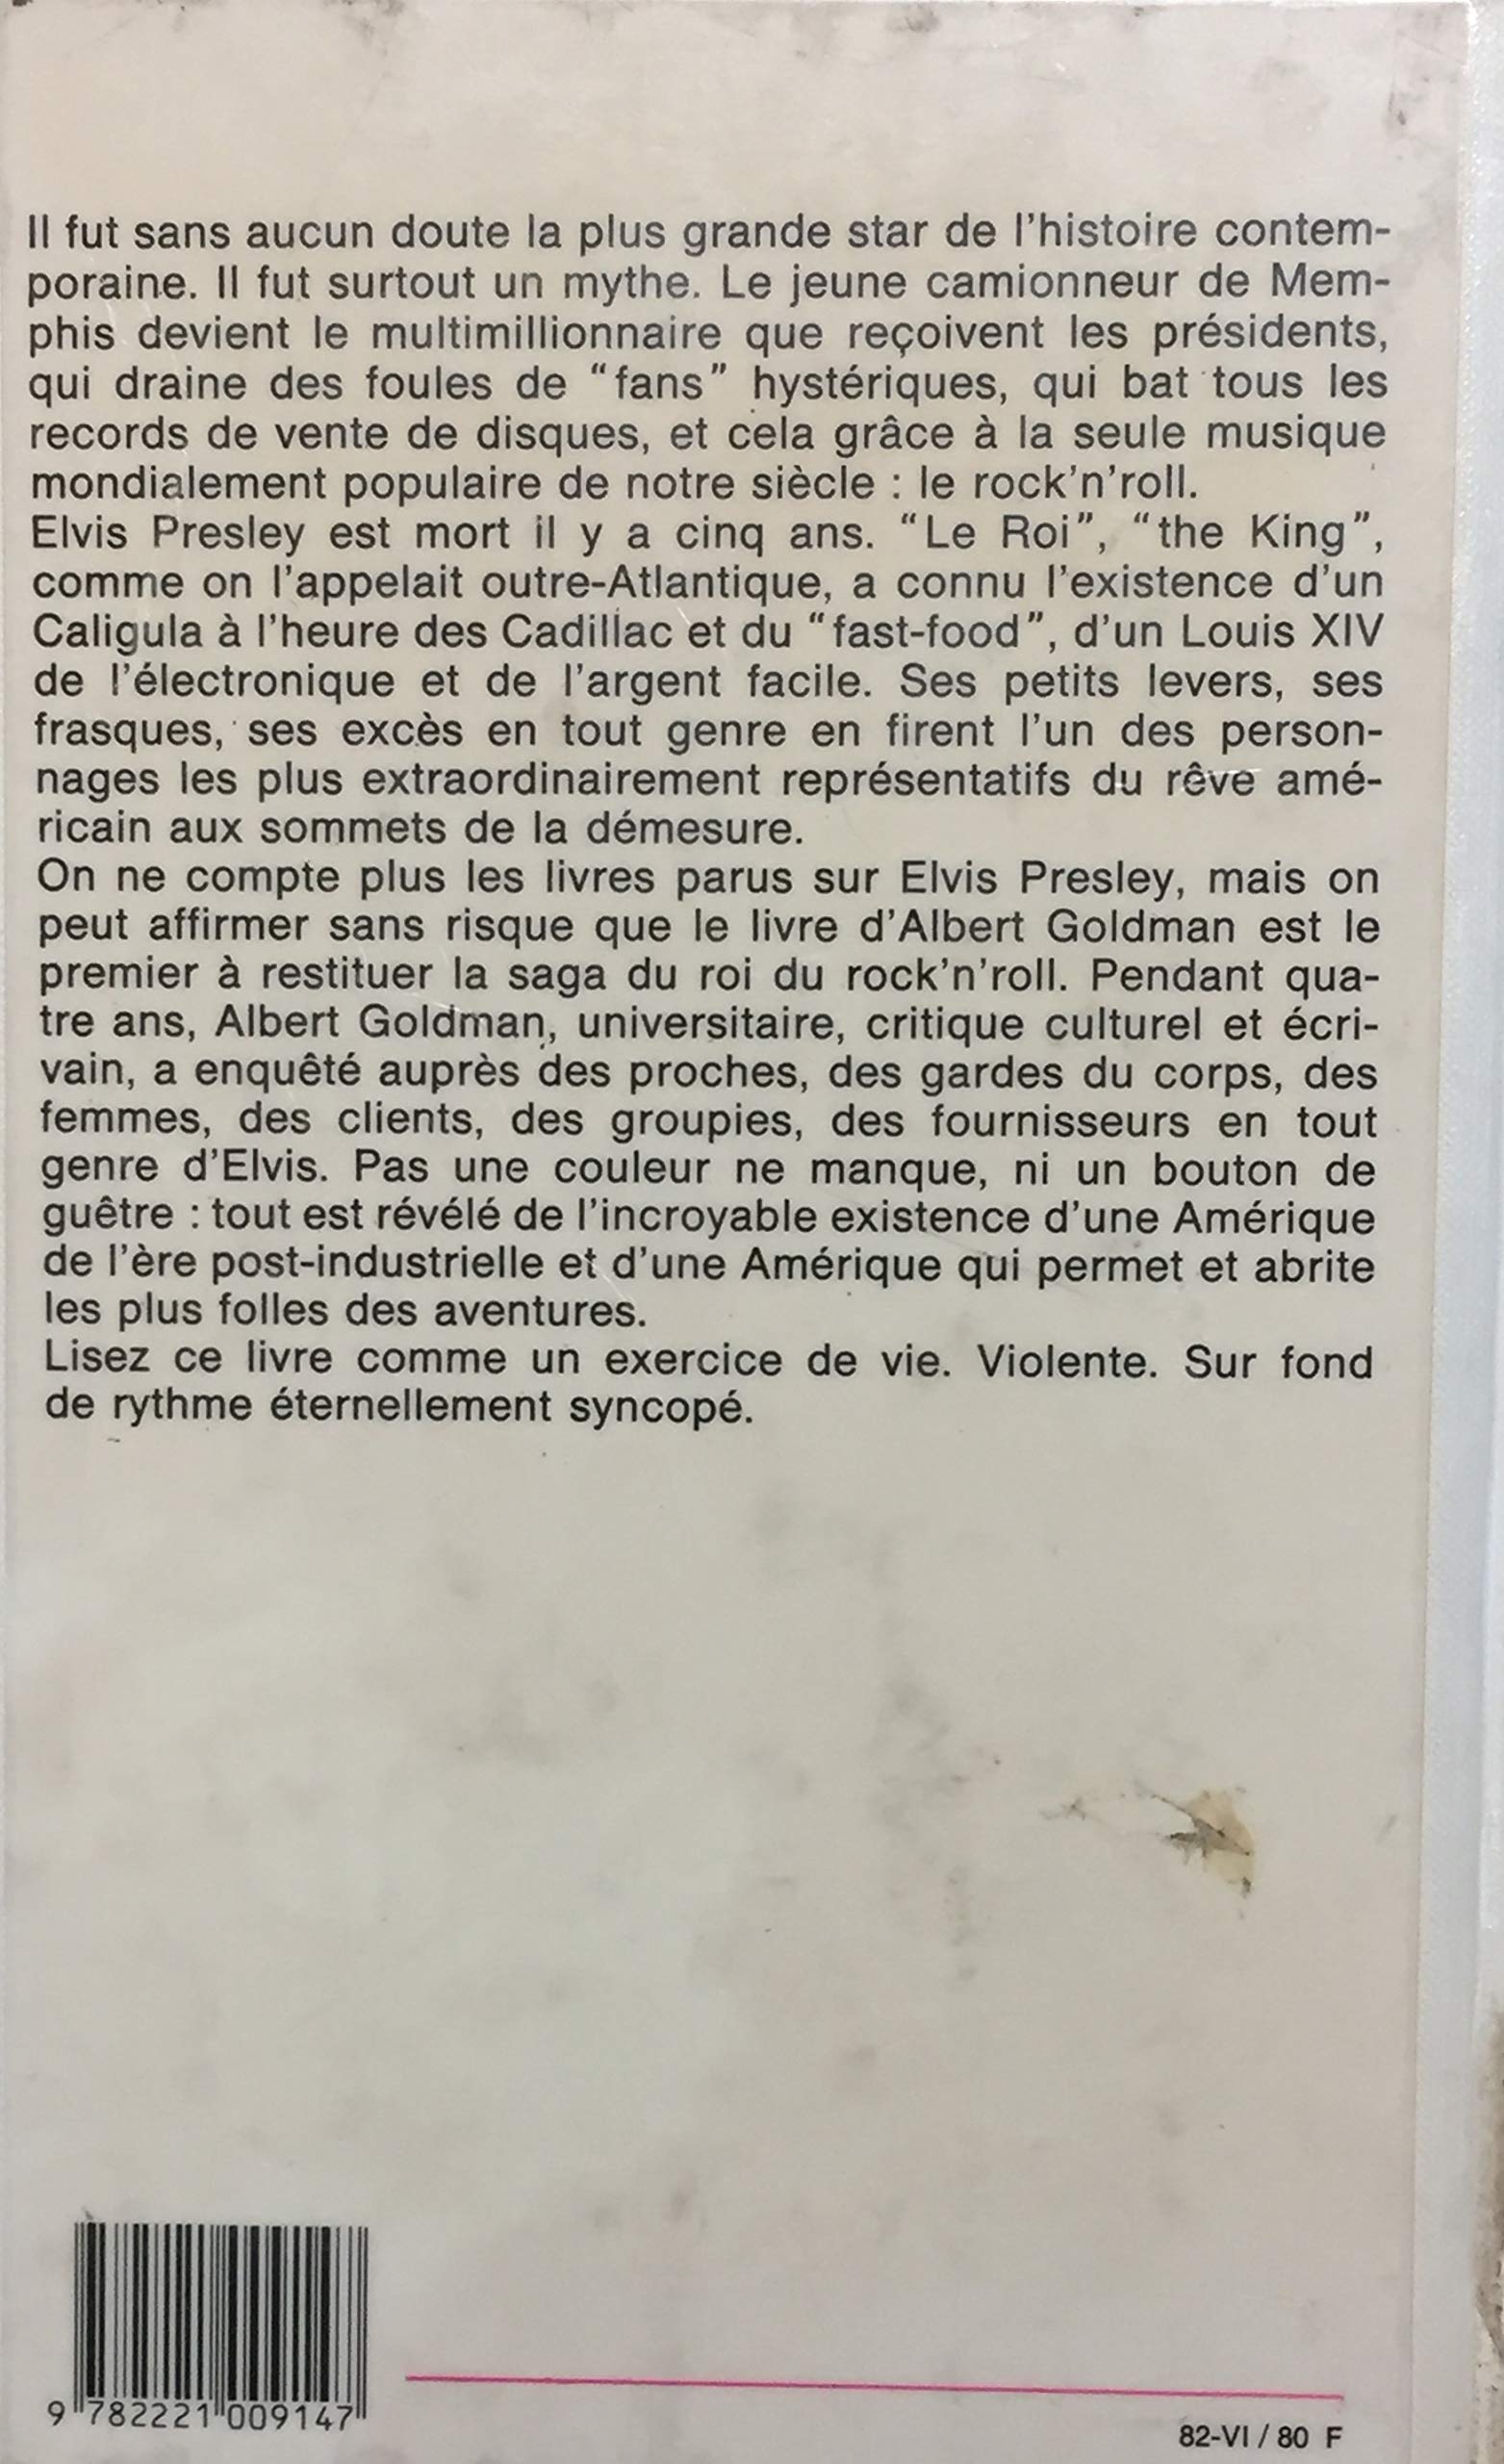 Il fut sans aucun doute la plus grande star de l'histoire contem-
poraine. Il fut surtout un mythe. Le jeune camionneur de Mem-
phis devient le multimillionnaire que reçoivent les présidents,
qui draine des foules de “fans” hystériques, qui bat tous les
records de vente de disques, et cela grâce à la seule musique
mondialement populaire de notre siècle : le rock'n'roll.
Elvis Presley est mort il y a cinq ans. “Le Roi”, “the King”,
comme on l'appelait outre-Atlantique, a connu l'existence d'un
Caligula à l'heure des Cadillac et du “fast-food”, d'un Louis XIV
de l'électronique et de l'argent facile. Ses petits levers, ses
frasques, ses excès en tout genre en firent l'un des person-
nages les plus extraordinairement représentatifs du rêve amé-
ricain aux sommets de la démesure.
On ne compte plus les livres parus sur Elvis Presley, mais on
peut affirmer sans risque que le livre d'Albert Goldman est le
premier à restituer la saga du roi du rock'n'roll. Pendant qua-
tre ans, Albert Goldman, universitaire, critique culturel et écri-
vain, a enquêté auprès des proches, des gardes du corps, des
femmes, des clients, des groupies, des fournisseurs en tout
genre d'Elvis. Pas une couleur ne manque, ni un bouton de
guêtre : tout est révélé de l'incroyable existence d'une Amérique
de l'ère post-industrielle et d'une Amérique qui permet et abrite
les plus folles des aventures.
Lisez ce livre comme un exercice de vie. Violente. Sur fond
de rythme éternellement syncopé.
9 782221 009147
82-VI / 80 F